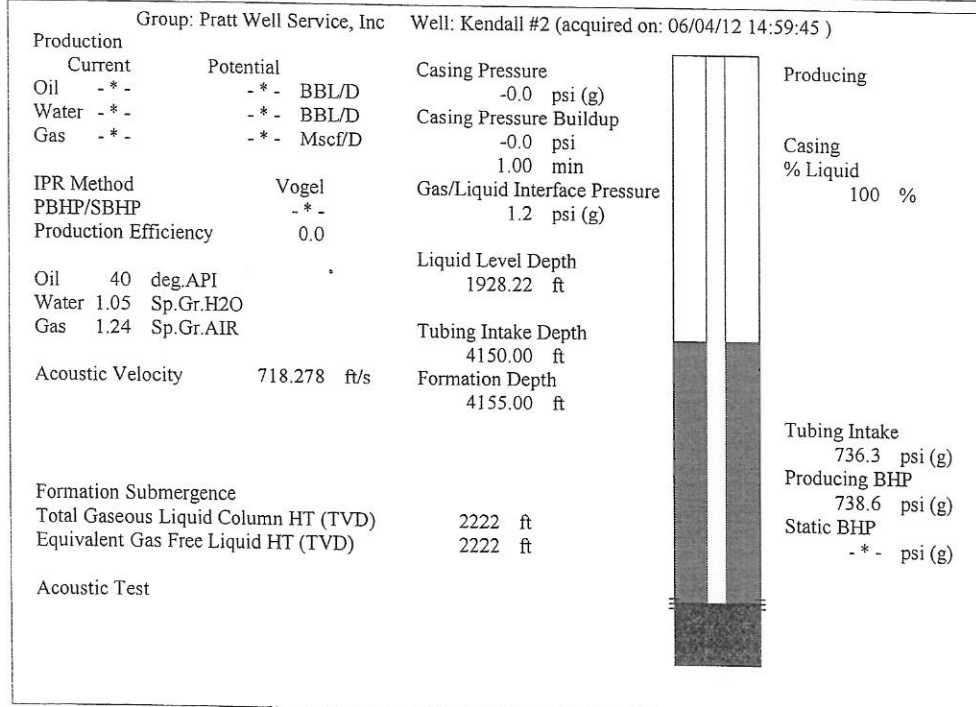 Group: Pratt Well Service, Inc Well: Kendall #2 (acquired on: 06/04/12 14:59:45 )
Production
Current Potential
Oil - * - - * - BBL/D
Water - * - - * - BBL/D
Gas - * - - * - Mscf/D
IPR Method Vogel
PBHP/SBHP - * -
Production Efficiency 0.0
Oil 40 deg.API
Water 1.05 Sp.Gr.H2O
Gas 1.24 Sp.Gr.AIR
Acoustic Velocity 718.278 ft/s
Formation Submergence
Total Gaseous Liquid Column HT (TVD) 2222 ft
Equivalent Gas Free Liquid HT (TVD) 2222 ft
Acoustic Test
Casing Pressure
-0.0 psi (g)
Casing Pressure Buildup
-0.0 psi
1.00 min
Gas/Liquid Interface Pressure
1.2 psi (g)
Liquid Level Depth
1928.22 ft
Tubing Intake Depth
4150.00 ft
Formation Depth
4155.00 ft
Producing
Casing
% Liquid
100 %
Tubing Intake
736.3 psi (g)
Producing BHP
738.6 psi (g)
Static BHP
- * - psi (g)